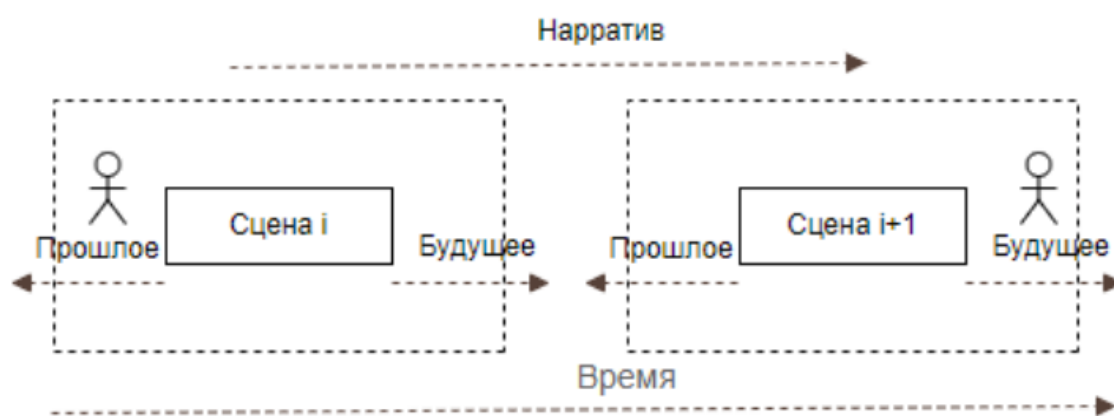 Нарратив
Сцена i
Прошлое
Будущее
Сцена i+1
Прошлое
Будущее
Время